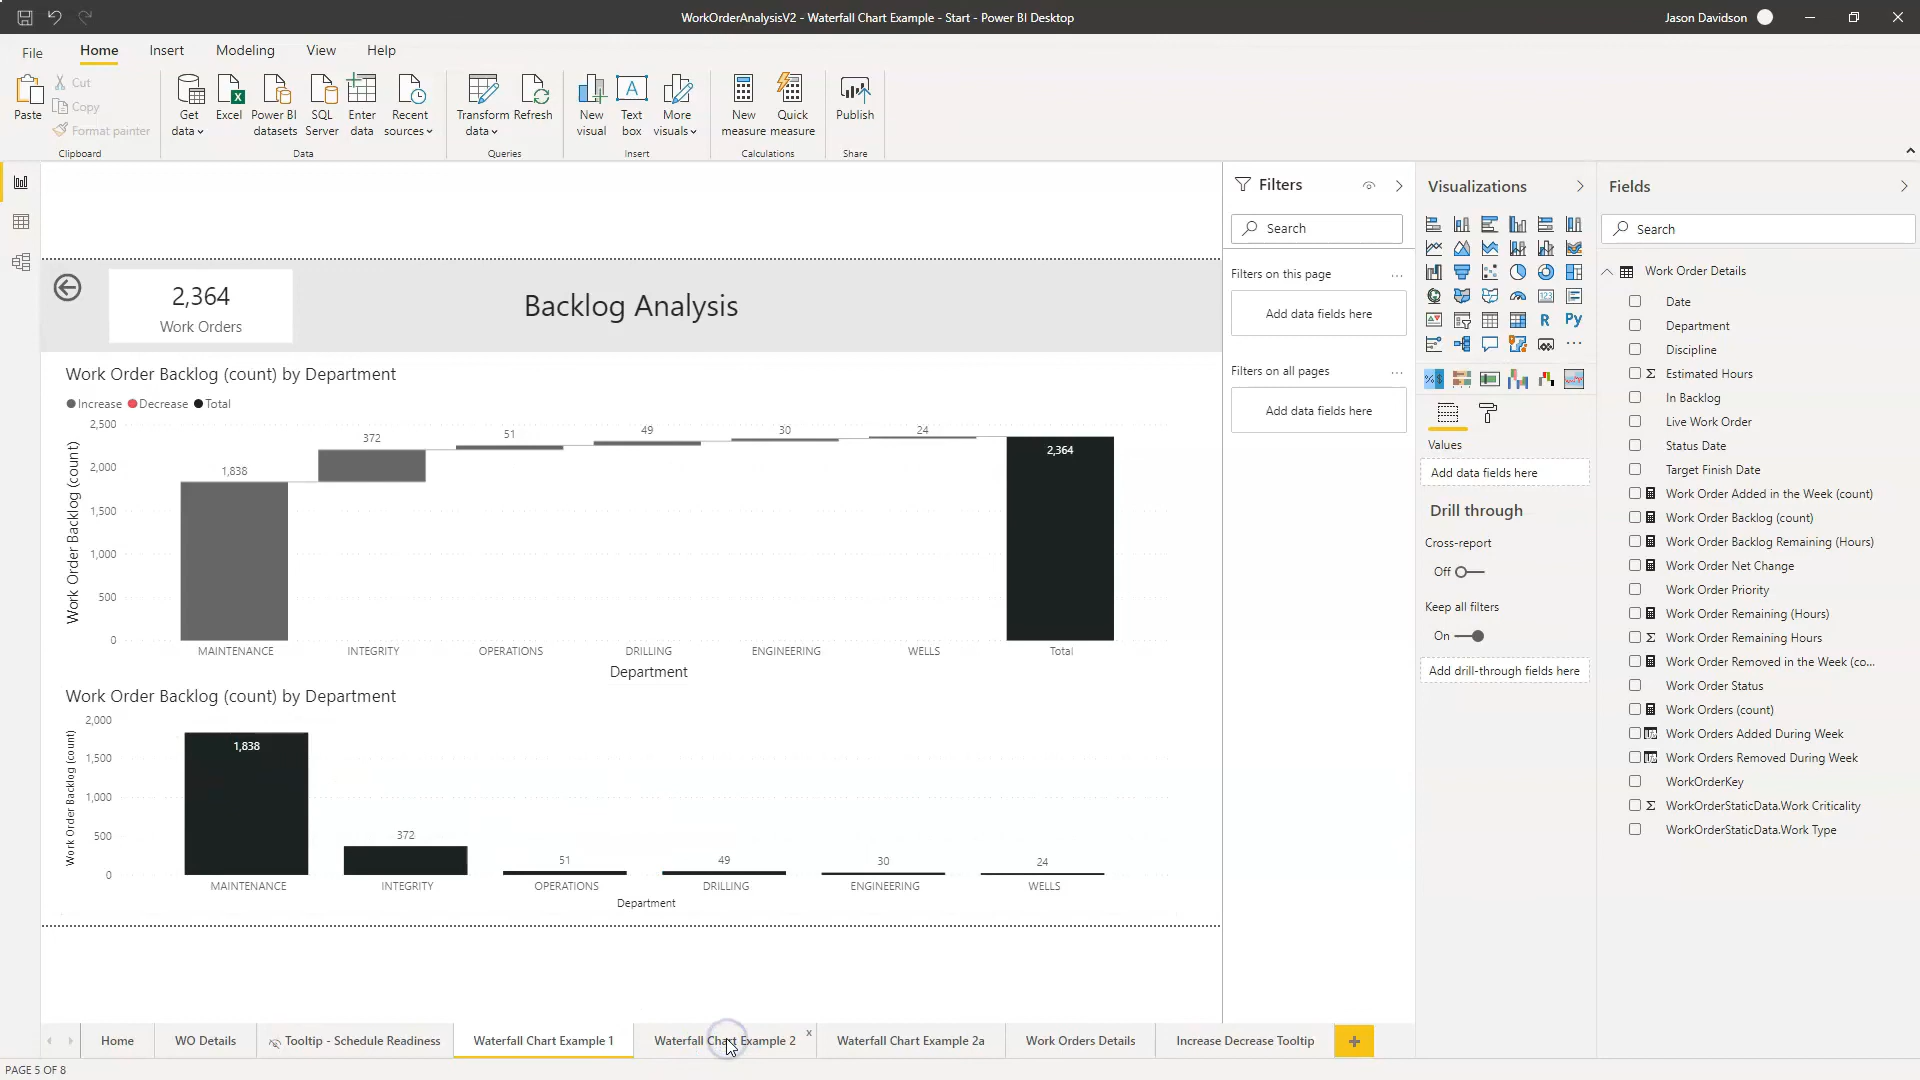 WorkOrderAnalysisV2 - Waterfall Chart Example - Start - Power BI Desktop
Jason Davidson
File Home Insert Modeling View Help
Paste
Cut
Copy
Format painter
Clipboard
Get data
Excel
Power BI datasets
SQL Server
Enter data
Recent sources
Data
Transform data
Refresh
Queries
New visual
Text box
More visuals
Insert
New measure
Quick measure
Calculations
Publish
Share
2,364
Work Orders
Backlog Analysis
Work Order Backlog (count) by Department
Increase Decrease Total
Work Order Backlog (count)
2,500
2,000
1,500
1,000
500
0
1,838
372
51
49
30
24
2,364
MAINTENANCE INTEGRITY OPERATIONS DRILLING ENGINEERING WELLS Total
Department
Work Order Backlog (count) by Department
Work Order Backlog (count)
2,000
1,500
1,000
500
0
1,838
372
51
49
30
24
MAINTENANCE INTEGRITY OPERATIONS DRILLING ENGINEERING WELLS
Department
Filters
Search
Filters on this page
...
Add data fields here
Filters on all pages
...
Add data fields here
Visualizations
123
R
Py
...
Values
Add data fields here
Drill through
Cross-report
Off
Keep all filters
On
Add drill-through fields here
Fields
Search
Work Order Details
Date
Department
Discipline
Σ Estimated Hours
In Backlog
Live Work Order
Status Date
Target Finish Date
Work Order Added in the Week (count)
Work Order Backlog (count)
Work Order Backlog Remaining (Hours)
Work Order Net Change
Work Order Priority
Work Order Remaining (Hours)
Σ Work Order Remaining Hours
Work Order Removed in the Week (co...
Work Order Status
Work Orders (count)
Work Orders Added During Week
Work Orders Removed During Week
WorkOrderKey
Σ WorkOrderStaticData.Work Criticality
WorkOrderStaticData.Work Type
Home
WO Details
Tooltip - Schedule Readiness
Waterfall Chart Example 1
Waterfall Chart Example 2
x
Waterfall Chart Example 2a
Work Orders Details
Increase Decrease Tooltip
+
PAGE 5 OF 8